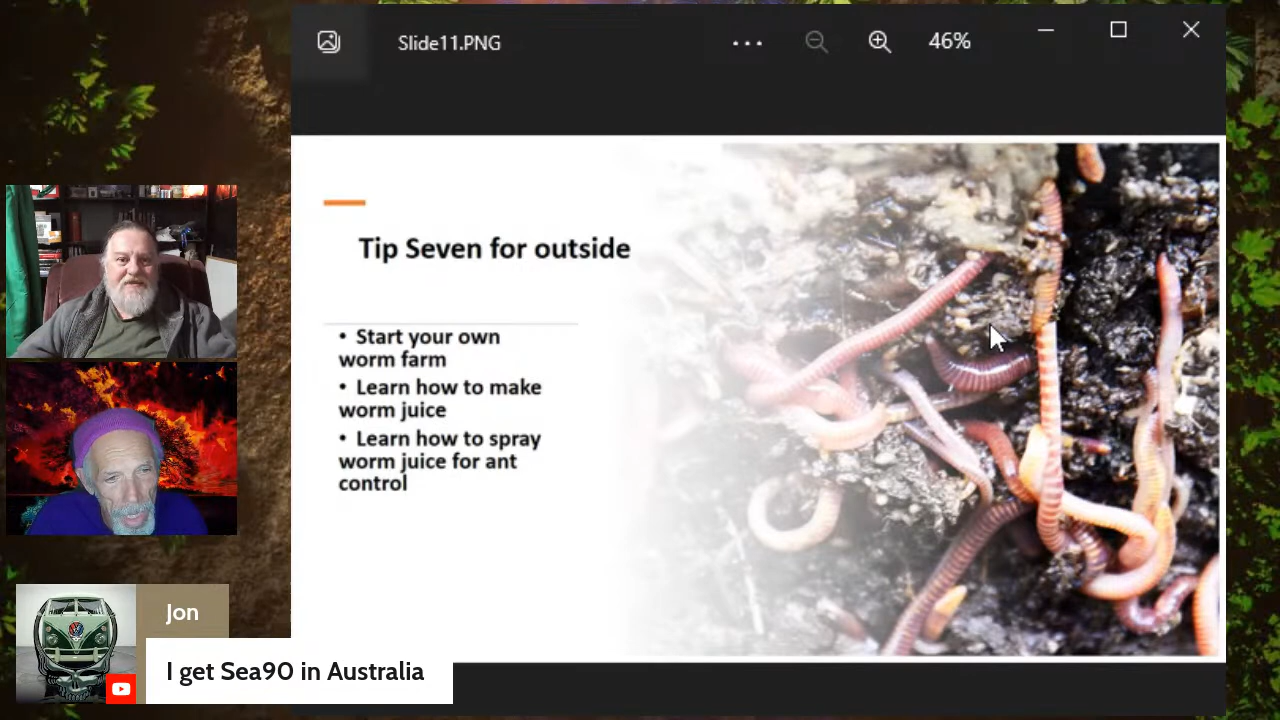 Slide11.PNG
46%
Tip Seven for outside
• Start your own
worm farm
• Learn how to make
worm juice
• Learn how to spray
worm juice for ant
control
Jon
I get Sea90 in Australia